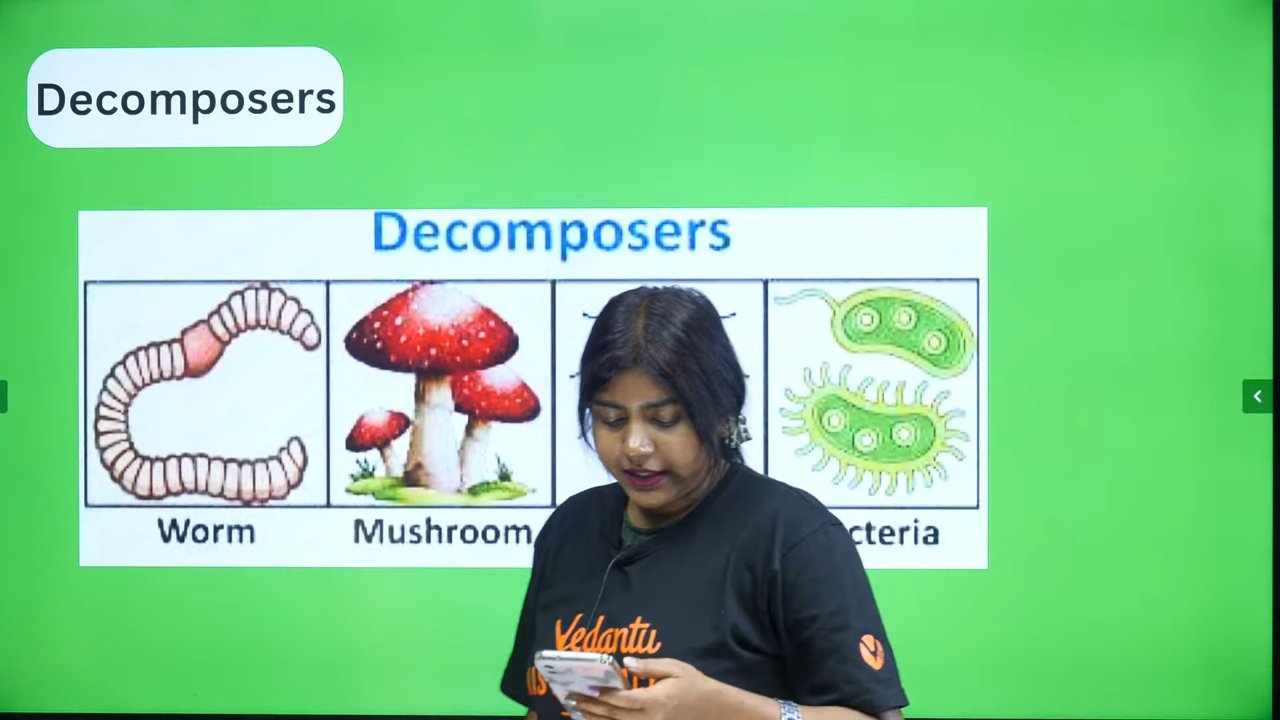 Decomposers
Decomposers
Worm
Mushroom
cteria
Vedantu